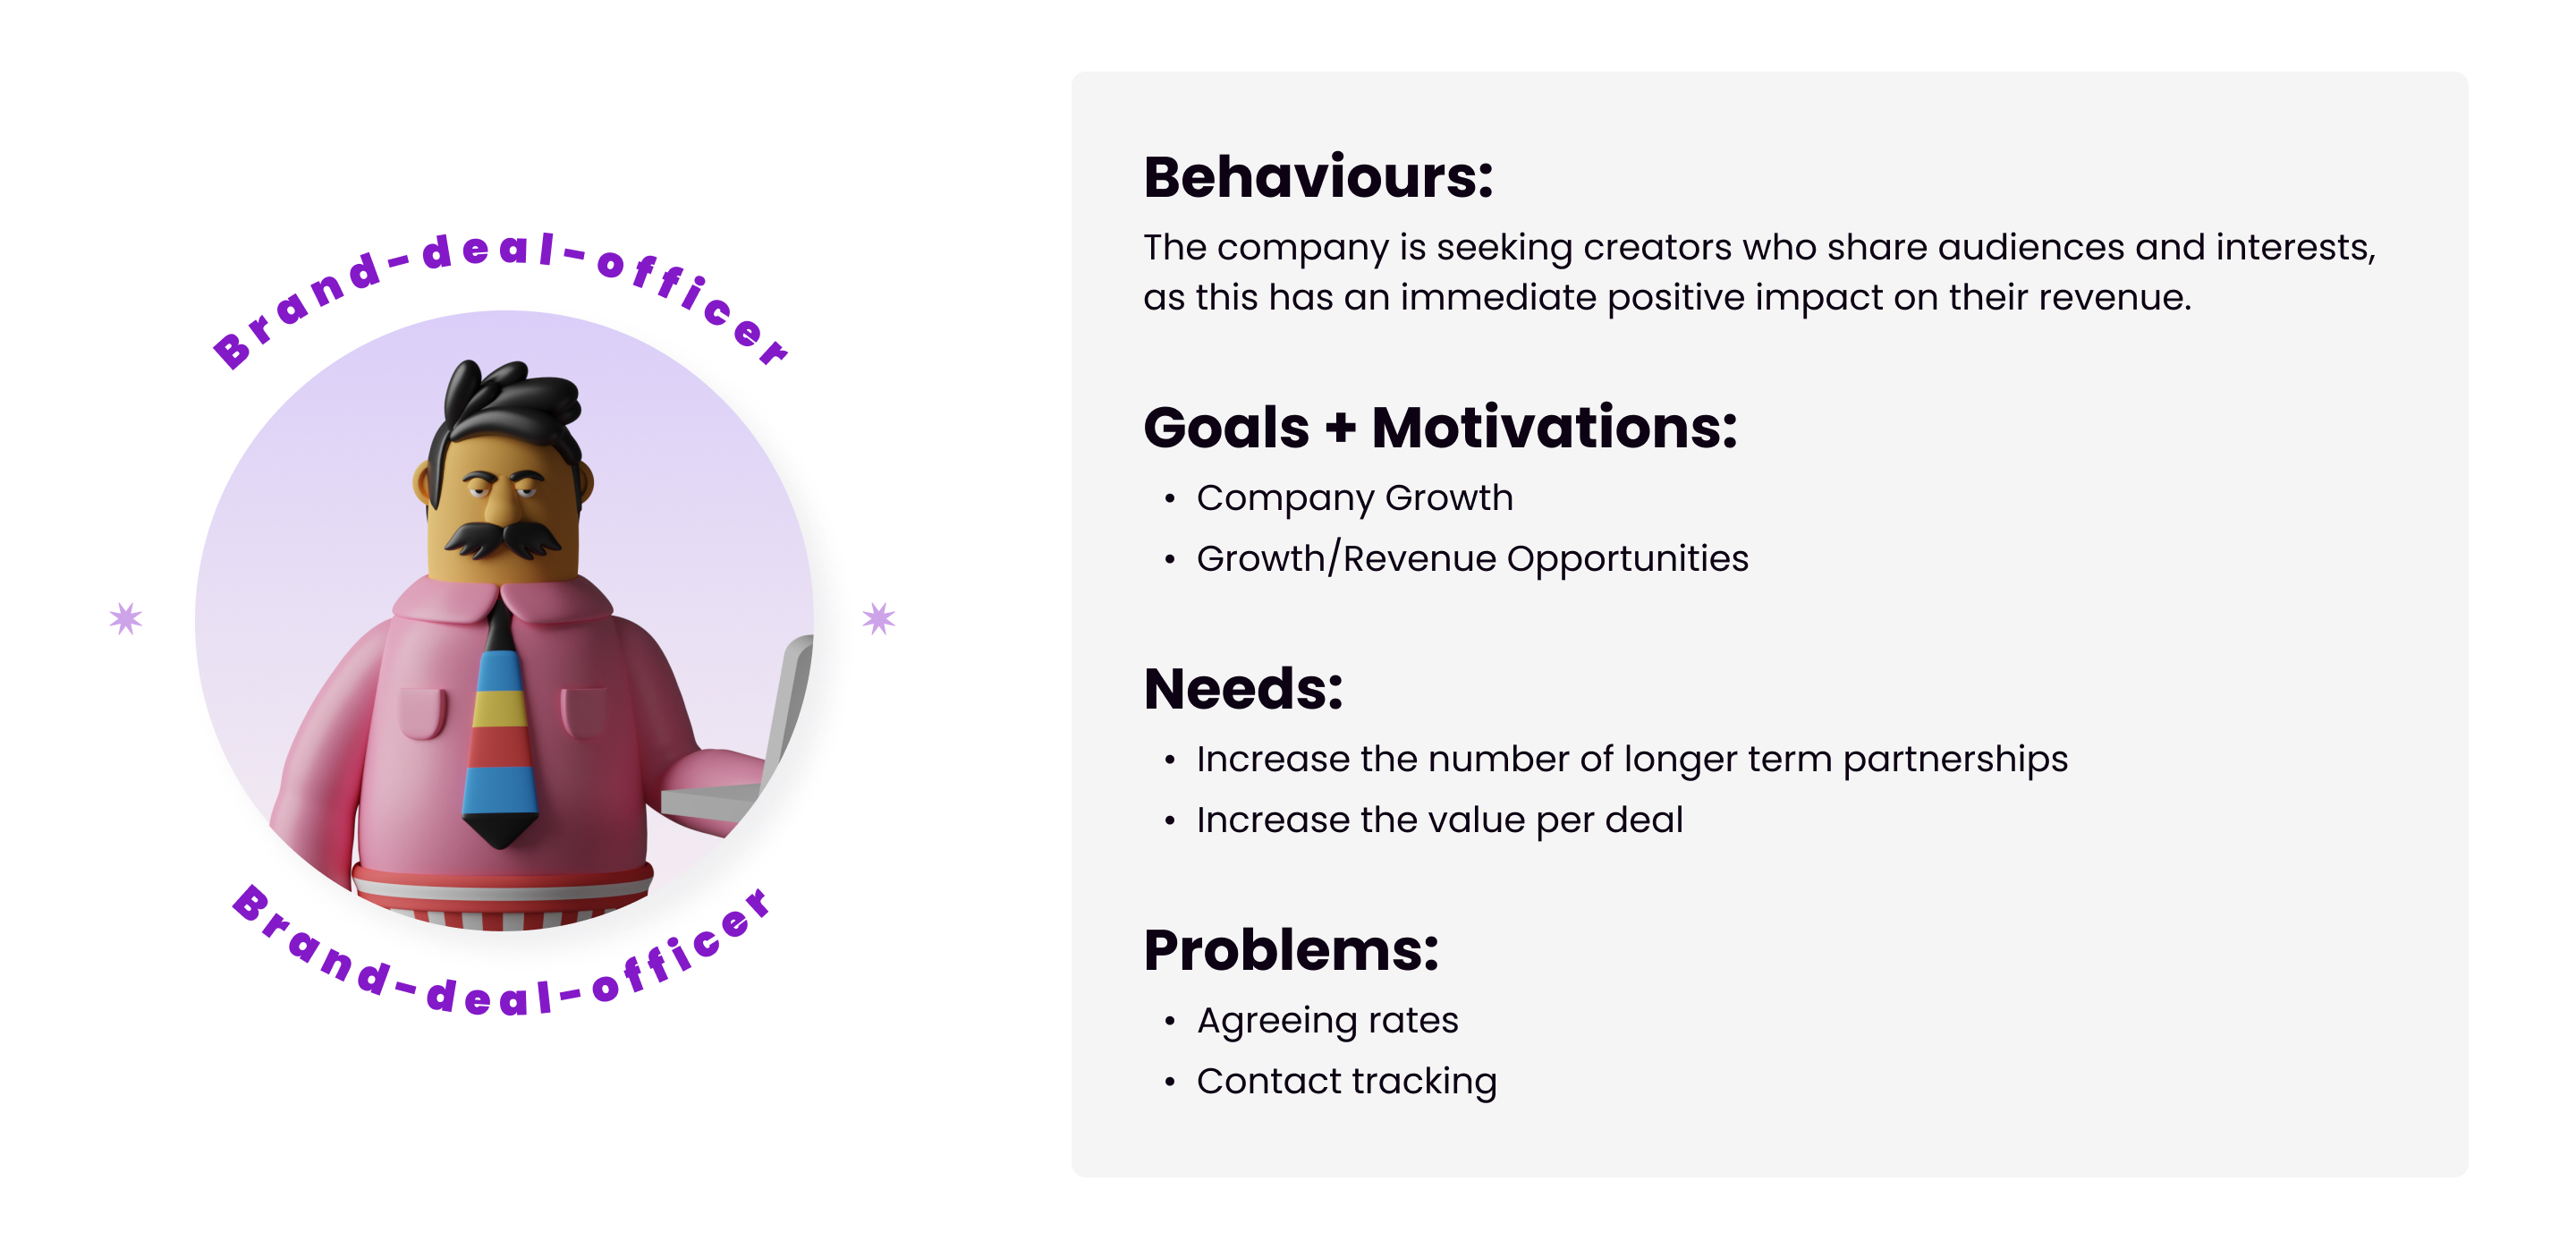 Brand-deal-officer
Brand-deal-officer
Behaviours:
The company is seeking creators who share audiences and interests,
as this has an immediate positive impact on their revenue.
Goals + Motivations:
• Company Growth
• Growth/Revenue Opportunities
Needs:
• Increase the number of longer term partnerships
• Increase the value per deal
Problems:
• Agreeing rates
• Contact tracking